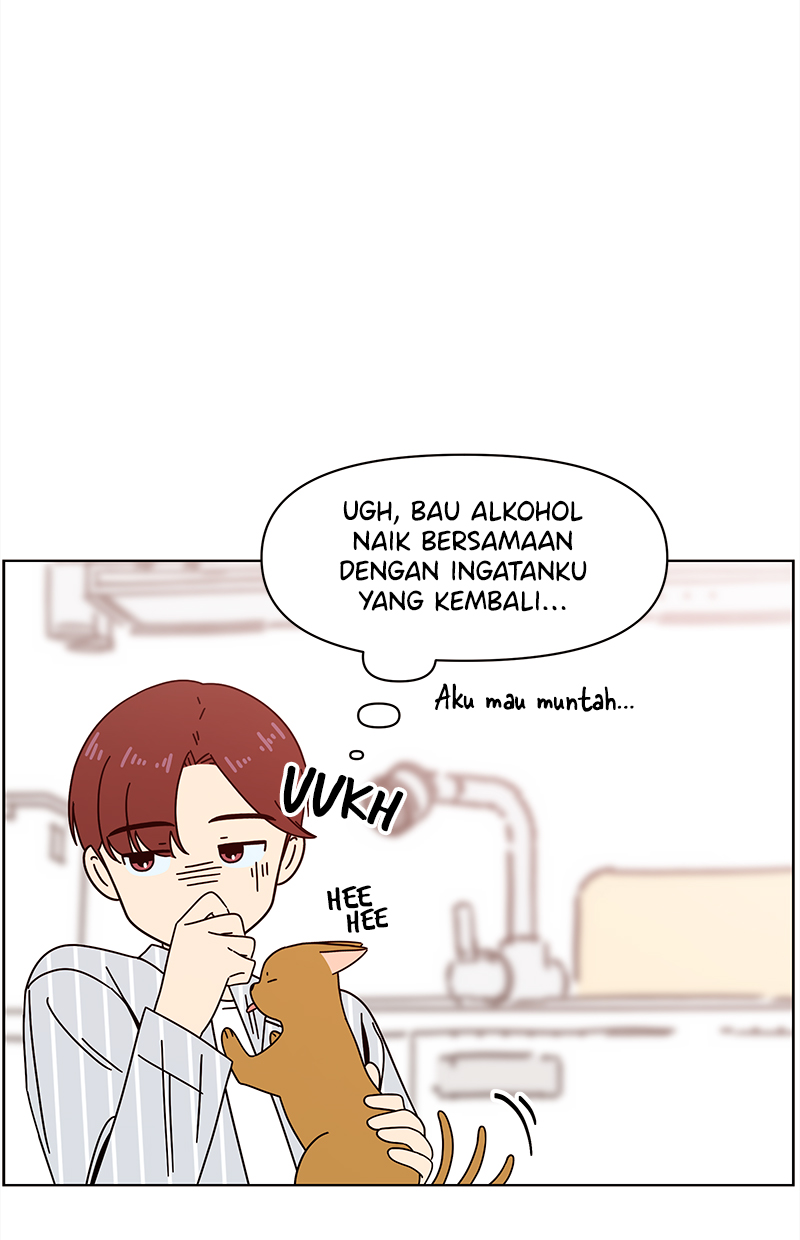 UGH, BAU ALKOHOL
NAIK BERSAMAAN
DENGAN INGATANKU
YANG KEMBALI...
Aku mau muntah...
UUKH
HEE
HEE